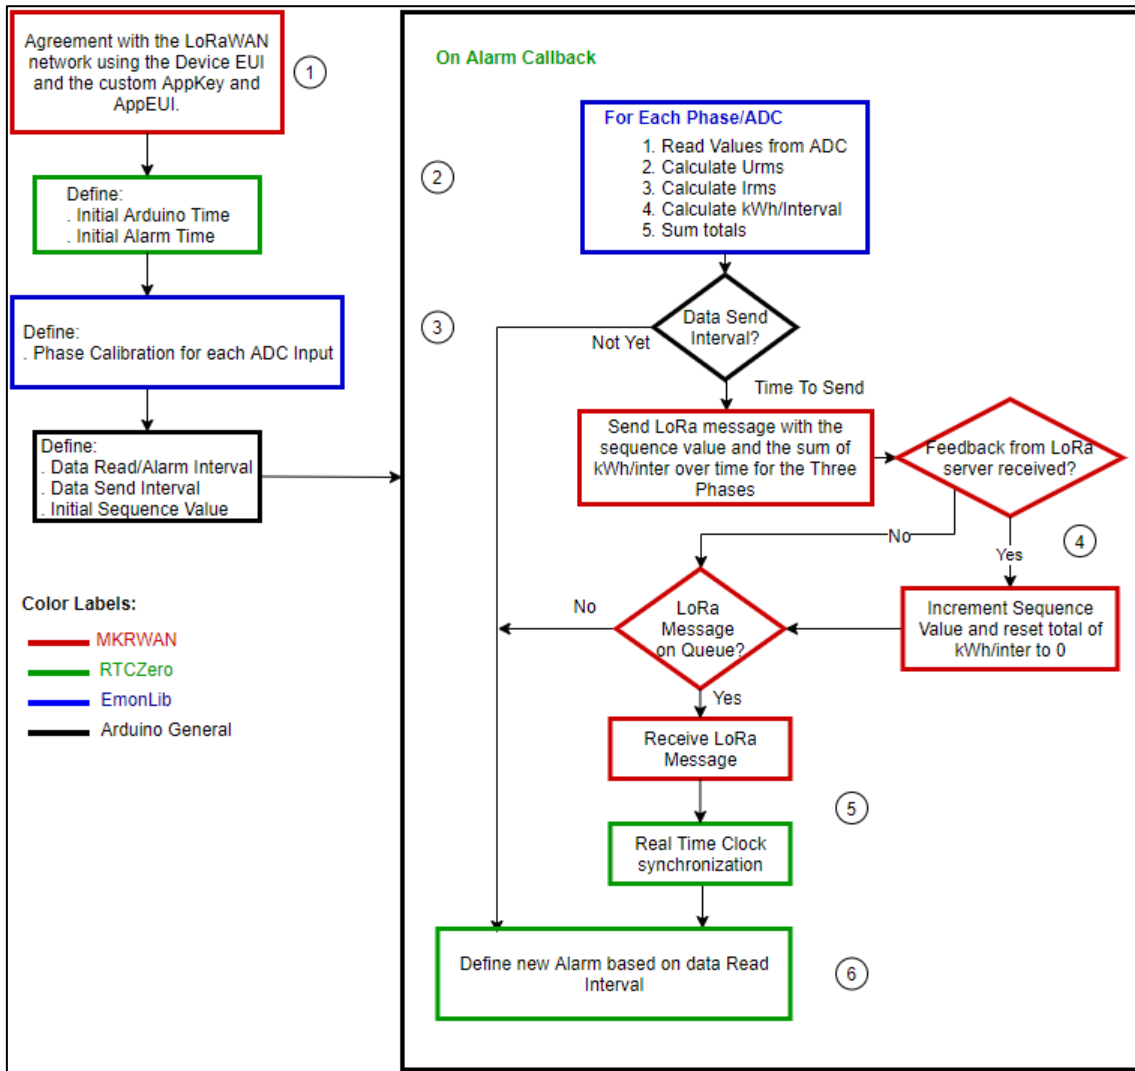 Agreement with the LoRaWAN
network using the Device EUI
and the custom AppKey and
AppEUI.
1
Define:
. Initial Arduino Time
. Initial Alarm Time
Define:
. Phase Calibration for each ADC Input
Define:
. Data Read/Alarm Interval
. Data Send Interval
. Initial Sequence Value
Color Labels:
MKRWAN
RTCZero
EmonLib
Arduino General
On Alarm Callback
2
For Each Phase/ADC
1. Read Values from ADC
2. Calculate Urms
3. Calculate Irms
4. Calculate kWh/Interval
5. Sum totals
3
Data Send
Interval?
Not Yet
Time To Send
Send LoRa message with the
sequence value and the sum of
kWh/inter over time for the Three
Phases
Feedback from LoRa
server received?
No
Yes
4
Increment Sequence
Value and reset total of
kWh/inter to 0
LoRa
Message
on Queue?
No
Yes
Receive LoRa
Message
5
Real Time Clock
synchronization
Define new Alarm based on data Read
Interval
6